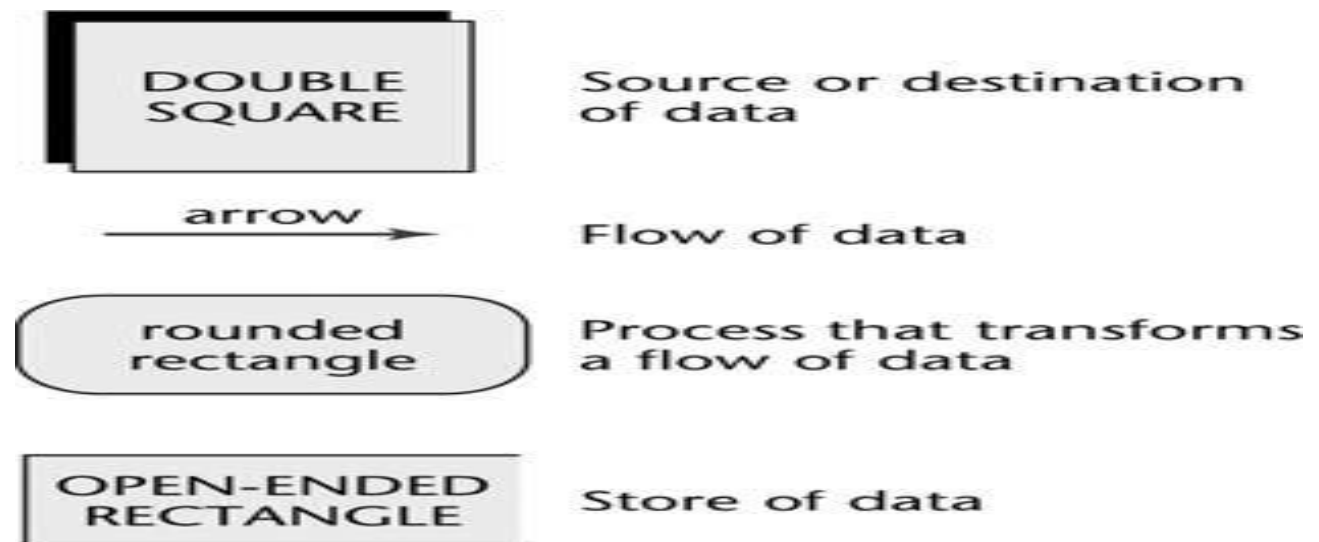 DOUBLE
SQUARE
Source or destination
of data
arrow
Flow of data
rounded
rectangle
Process that transforms
a flow of data
OPEN-ENDED
RECTANGLE
Store of data